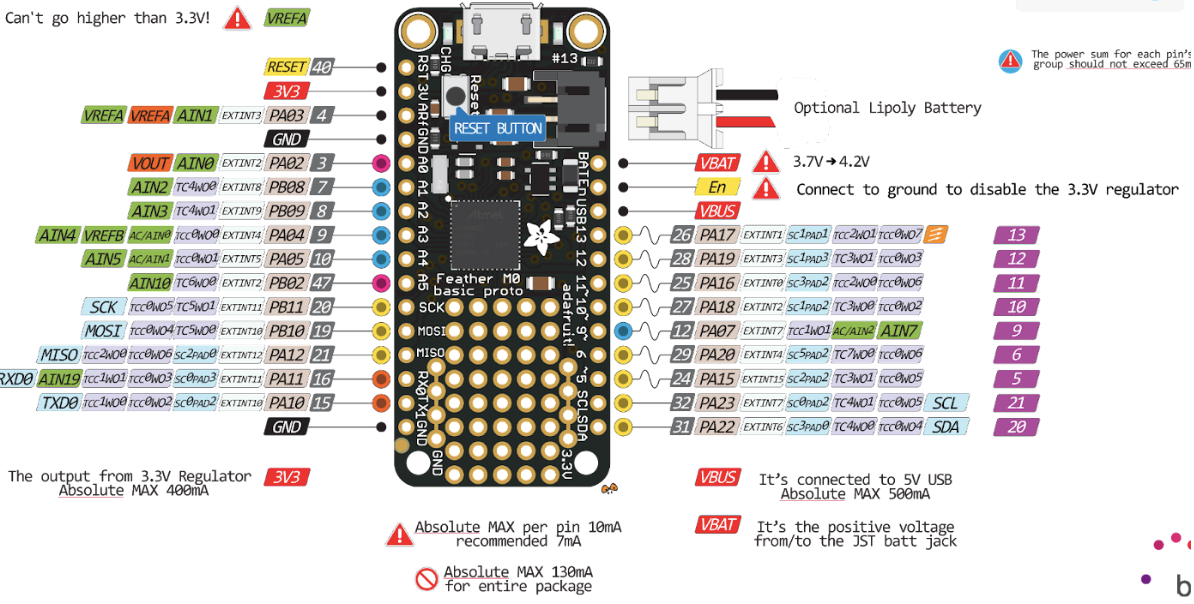 Can't go higher than 3.3V! VREFA
The power sum for each pin's
group should not exceed 65m
RESET 40
3V3
VREFA VREFA AIN1 EXTINT3 PA03 4
GND
VOUT AIN0 EXTINT2 PA02 3
AIN2 TC4WO0 EXTINT8 PB08 7
AIN3 TC4WO1 EXTINT9 PB09 8
AIN4 VREFB AC/AIN0 TCC0WO0 EXTINT4 PA04 9
AIN5 AC/AIN1 TCC0WO1 EXTINT5 PA05 10
AIN10 TC6WO0 EXTINT2 PB02 47
SCK TCC0WO5 TC5WO1 EXTINT11 PB11 20
MOSI TCC0WO4 TC5WO0 EXTINT10 PB10 19
MISO TCC2WO0 TCC0WO6 SC2PAD0 EXTINT12 PA12 21
RXD0 AIN19 TCC1WO1 TCC0WO3 SC0PAD3 EXTINT11 PA11 16
TXD0 TCC1WO0 TCC0WO2 SC0PAD2 EXTINT10 PA10 15
GND
The output from 3.3V Regulator 3V3
Absolute MAX 400mA
CHG
#13
Reset
RESET BUTTON
RST
3V
ARf
GND
A0
A1
A2
A3
A4
A5
SCK
MOSI
MISO
RX0
TX1
GND
GND
Atmel
Feather M0
basic proto
adafruit!
BAT
En
USB
13
12
11~
10~
9~
6
~5
SCL
SDA
3.3V
Optional Lipoly Battery
VBAT 3.7V→4.2V
En Connect to ground to disable the 3.3V regulator
VBUS
26 PA17 EXTINT1 SC1PAD1 TCC2WO1 TCC0WO7 13
28 PA19 EXTINT3 SC1PAD3 TC3WO1 TCC0WO3 12
25 PA16 EXTINT0 SC3PAD2 TCC2WO0 TCC0WO6 11
27 PA18 EXTINT2 SC1PAD2 TC3WO0 TCC0WO2 10
12 PA07 EXTINT7 TCC1WO1 AC/AIN2 AIN7 9
29 PA20 EXTINT4 SC5PAD2 TC7WO0 TCC0WO6 6
24 PA15 EXTINT15 SC2PAD2 TC3WO1 TCC0WO5 5
32 PA23 EXTINT7 SC0PAD2 TC4WO1 TCC0WO5 SCL 21
31 PA22 EXTINT6 SC3PAD0 TC4WO0 TCC0WO4 SDA 20
VBUS It's connected to 5V USB
Absolute MAX 500mA
VBAT It's the positive voltage
from/to the JST batt jack
Absolute MAX per pin 10mA
recommended 7mA
Absolute MAX 130mA
for entire package
b